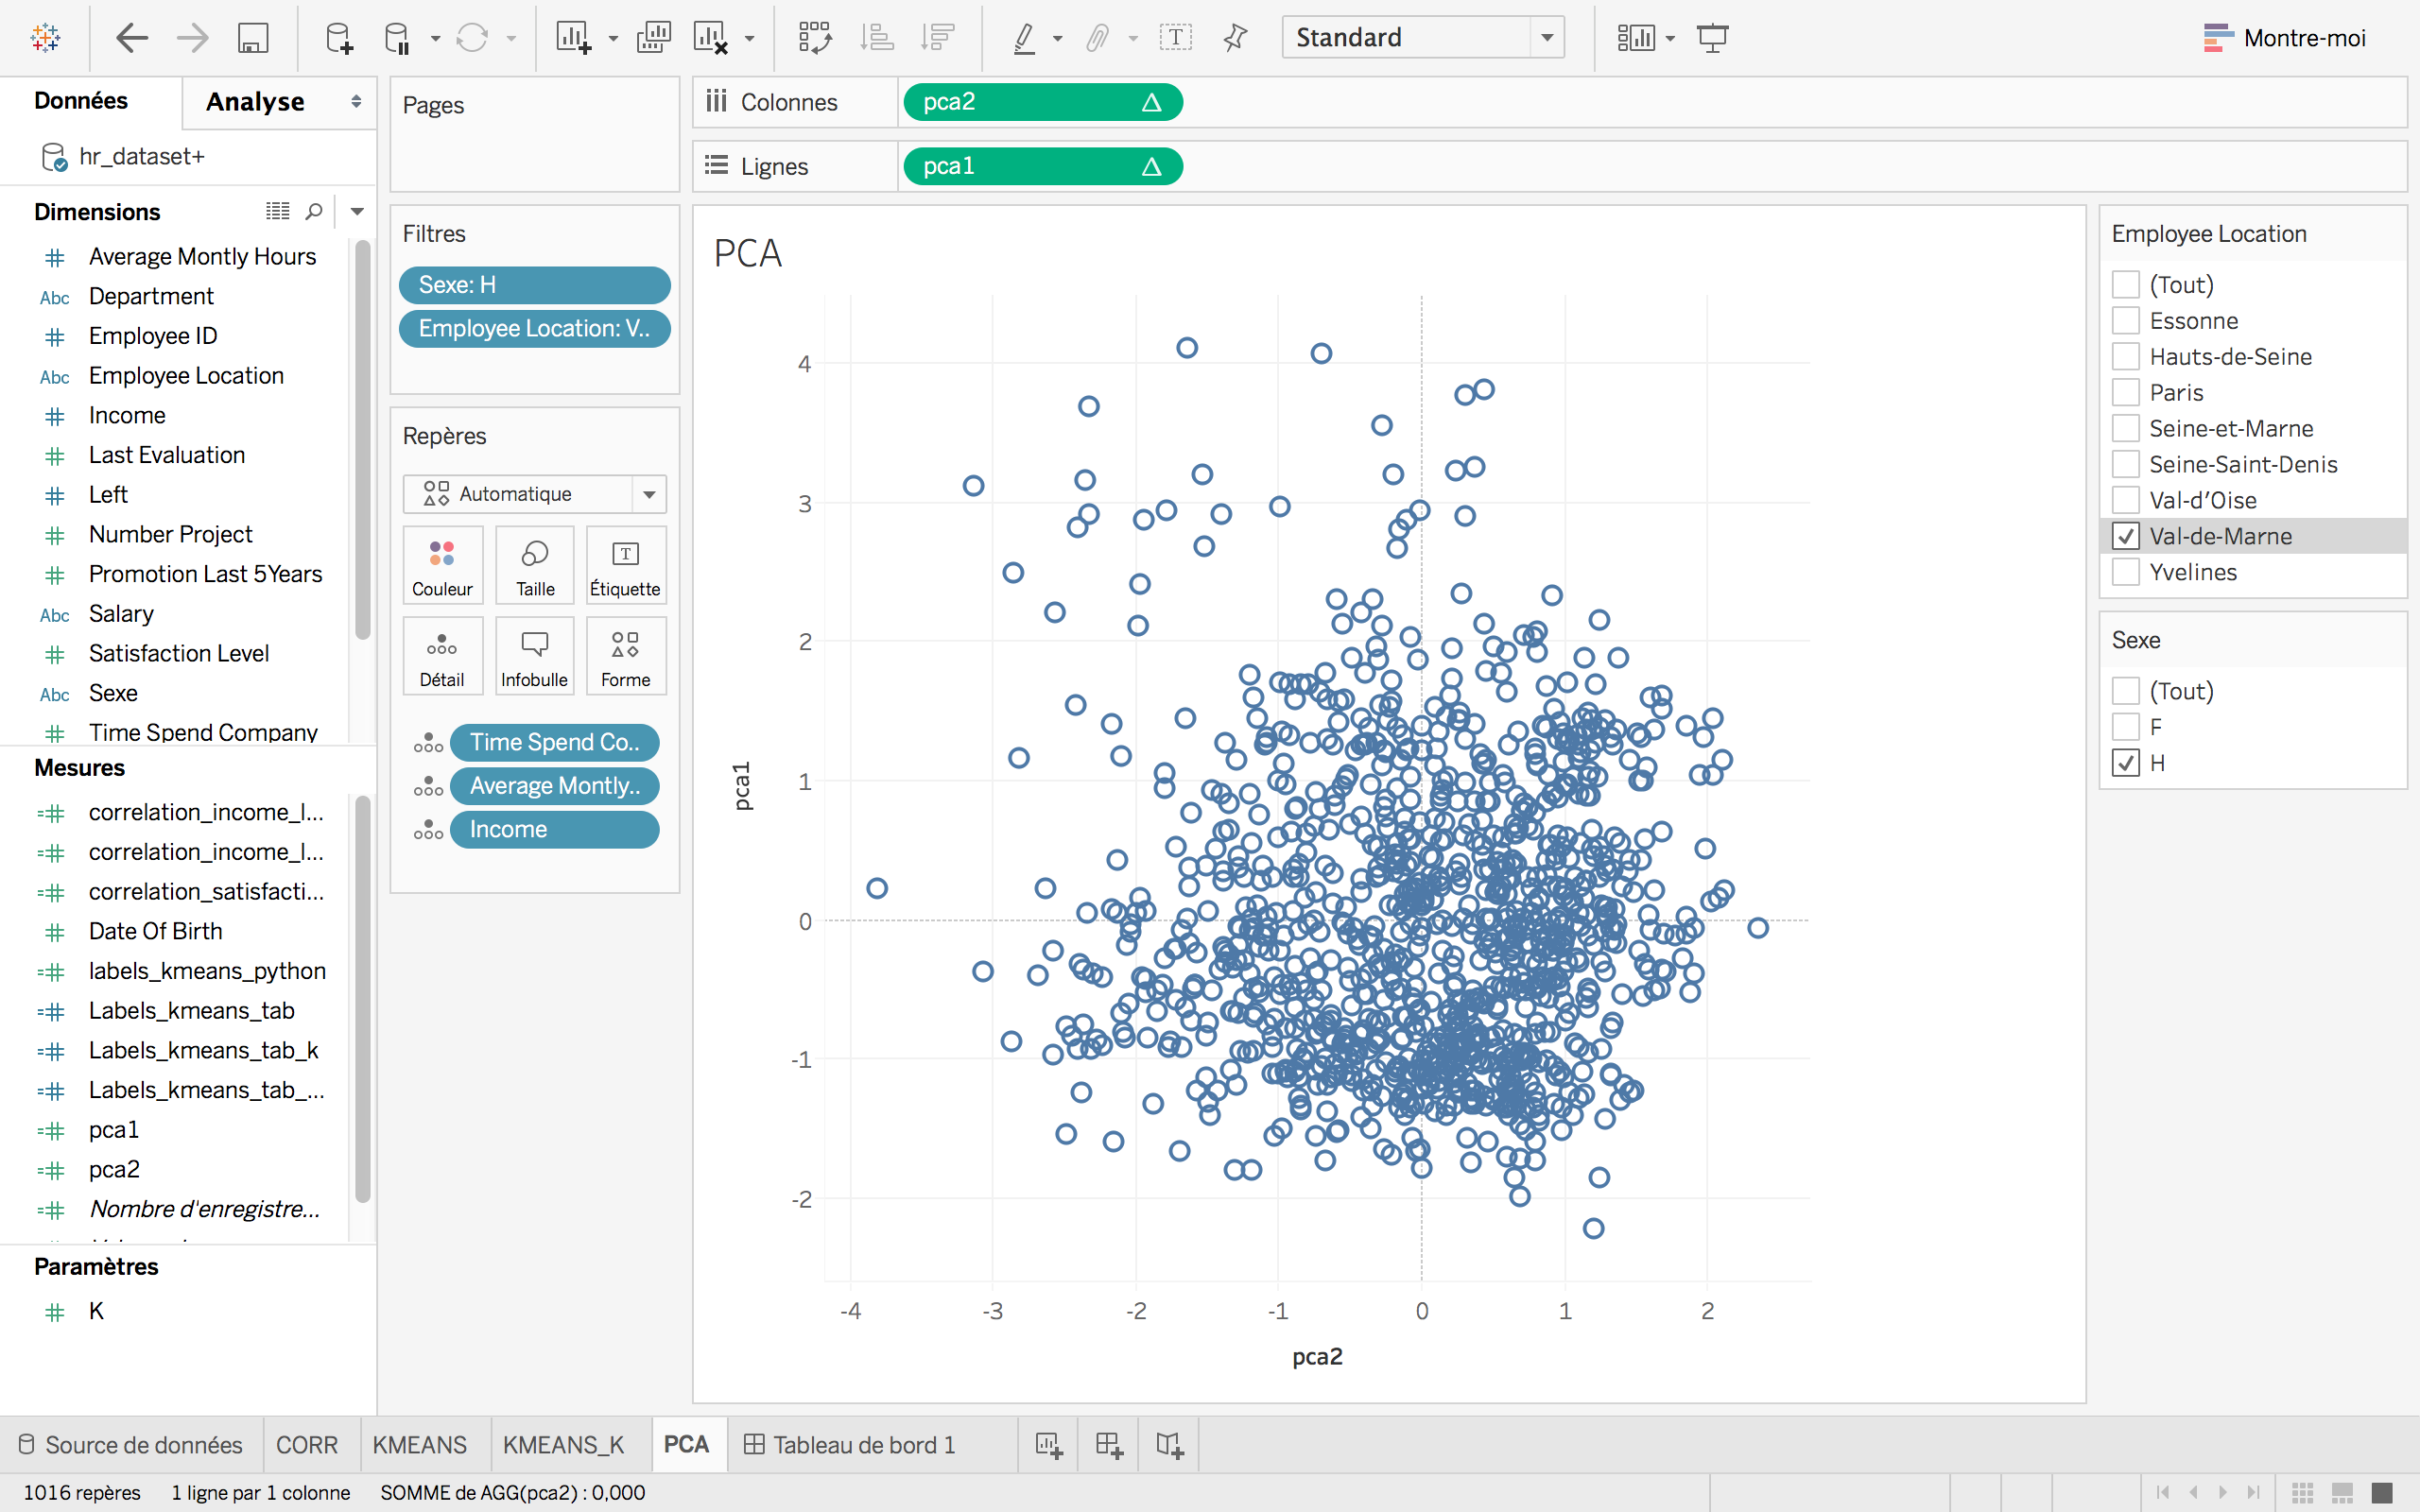 Standard
Montre-moi
Données
Analyse
hr_dataset+
Dimensions
Average Montly Hours
Abc Department
Employee ID
Abc Employee Location
Income
Last Evaluation
Left
Number Project
Promotion Last 5Years
Abc Salary
Satisfaction Level
Abc Sexe
Time Spend Company
Mesures
correlation_income_l...
correlation_income_l...
correlation_satisfacti...
Date Of Birth
labels_kmeans_python
Labels_kmeans_tab
Labels_kmeans_tab_k
Labels_kmeans_tab_...
pca1
pca2
Nombre d'enregistre...
Paramètres
K
Pages
Filtres
Sexe: H
Employee Location: V..
Repères
Automatique
Couleur
Taille
T
Étiquette
Détail
Infobulle
Forme
Time Spend Co..
Average Montly..
Income
Colonnes
pca2
Lignes
pca1
PCA
4
3
2
1
0
-1
-2
pca1
-4
-3
-2
-1
0
1
2
pca2
Employee Location
(Tout)
Essonne
Hauts-de-Seine
Paris
Seine-et-Marne
Seine-Saint-Denis
Val-d’Oise
Val-de-Marne
Yvelines
Sexe
(Tout)
F
H
Source de données
CORR
KMEANS
KMEANS_K
PCA
Tableau de bord 1
1016 repères
1 ligne par 1 colonne
SOMME de AGG(pca2) : 0,000